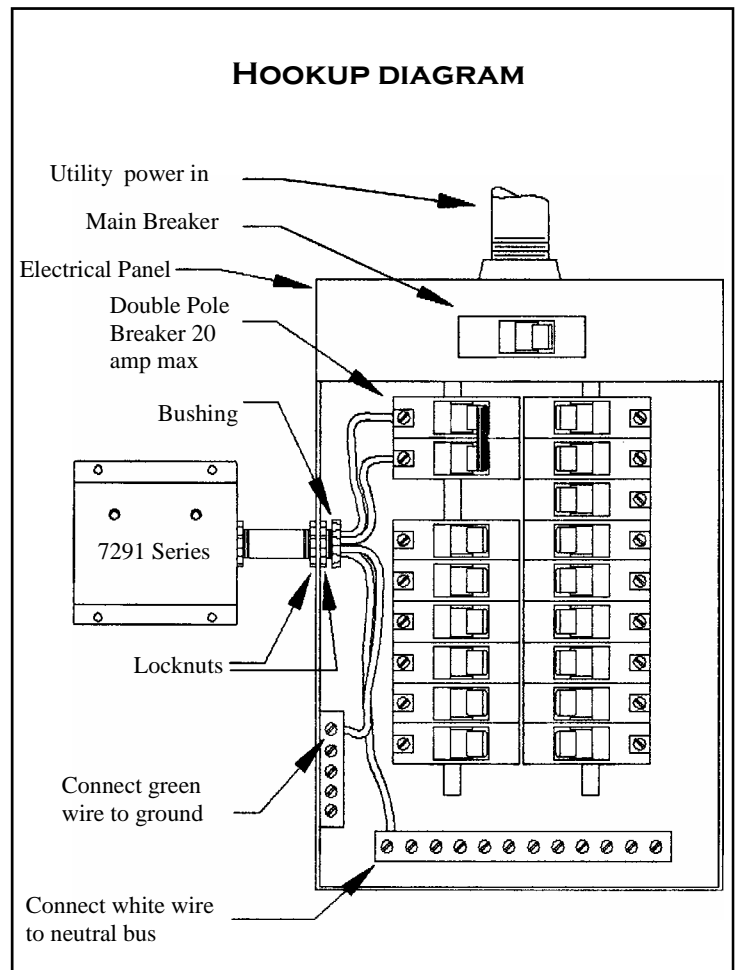 HOOKUP DIAGRAM
Utility power in
Main Breaker
Electrical Panel
Double Pole
Breaker 20
amp max
Bushing
7291 Series
Locknuts
Connect green
wire to ground
Connect white wire
to neutral bus